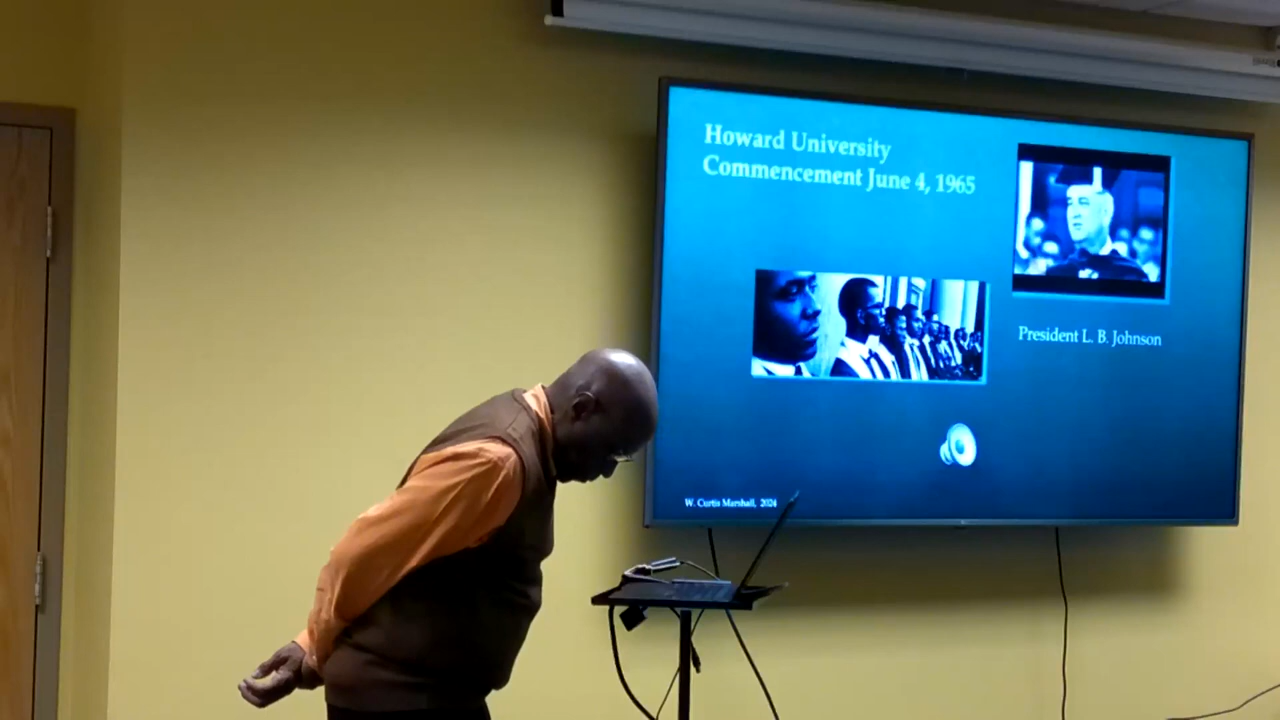 Howard University
Commencement June 4, 1965
President L. B. Johnson
W. Curtis Marshall, 2024